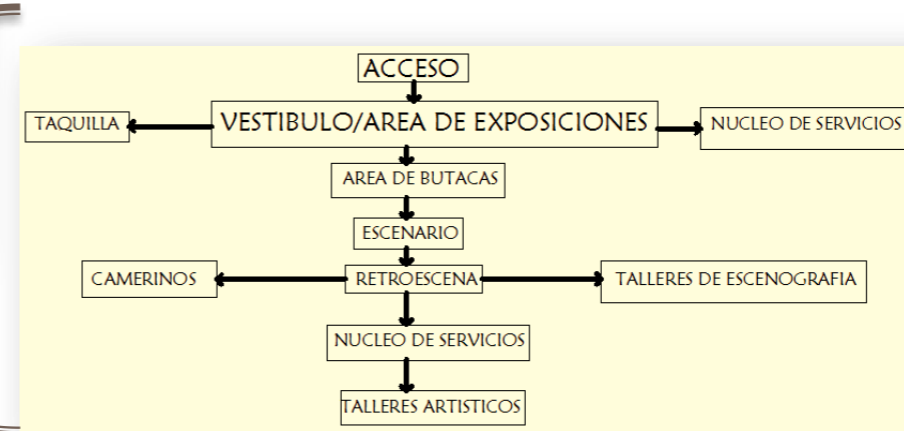 ACCESO
TAQUILLA
VESTIBULO/AREA DE EXPOSICIONES
NUCLEO DE SERVICIOS
AREA DE BUTACAS
ESCENARIO
CAMERINOS
RETROESCENA
TALLERES DE ESCENOGRAFIA
NUCLEO DE SERVICIOS
TALLERES ARTISTICOS